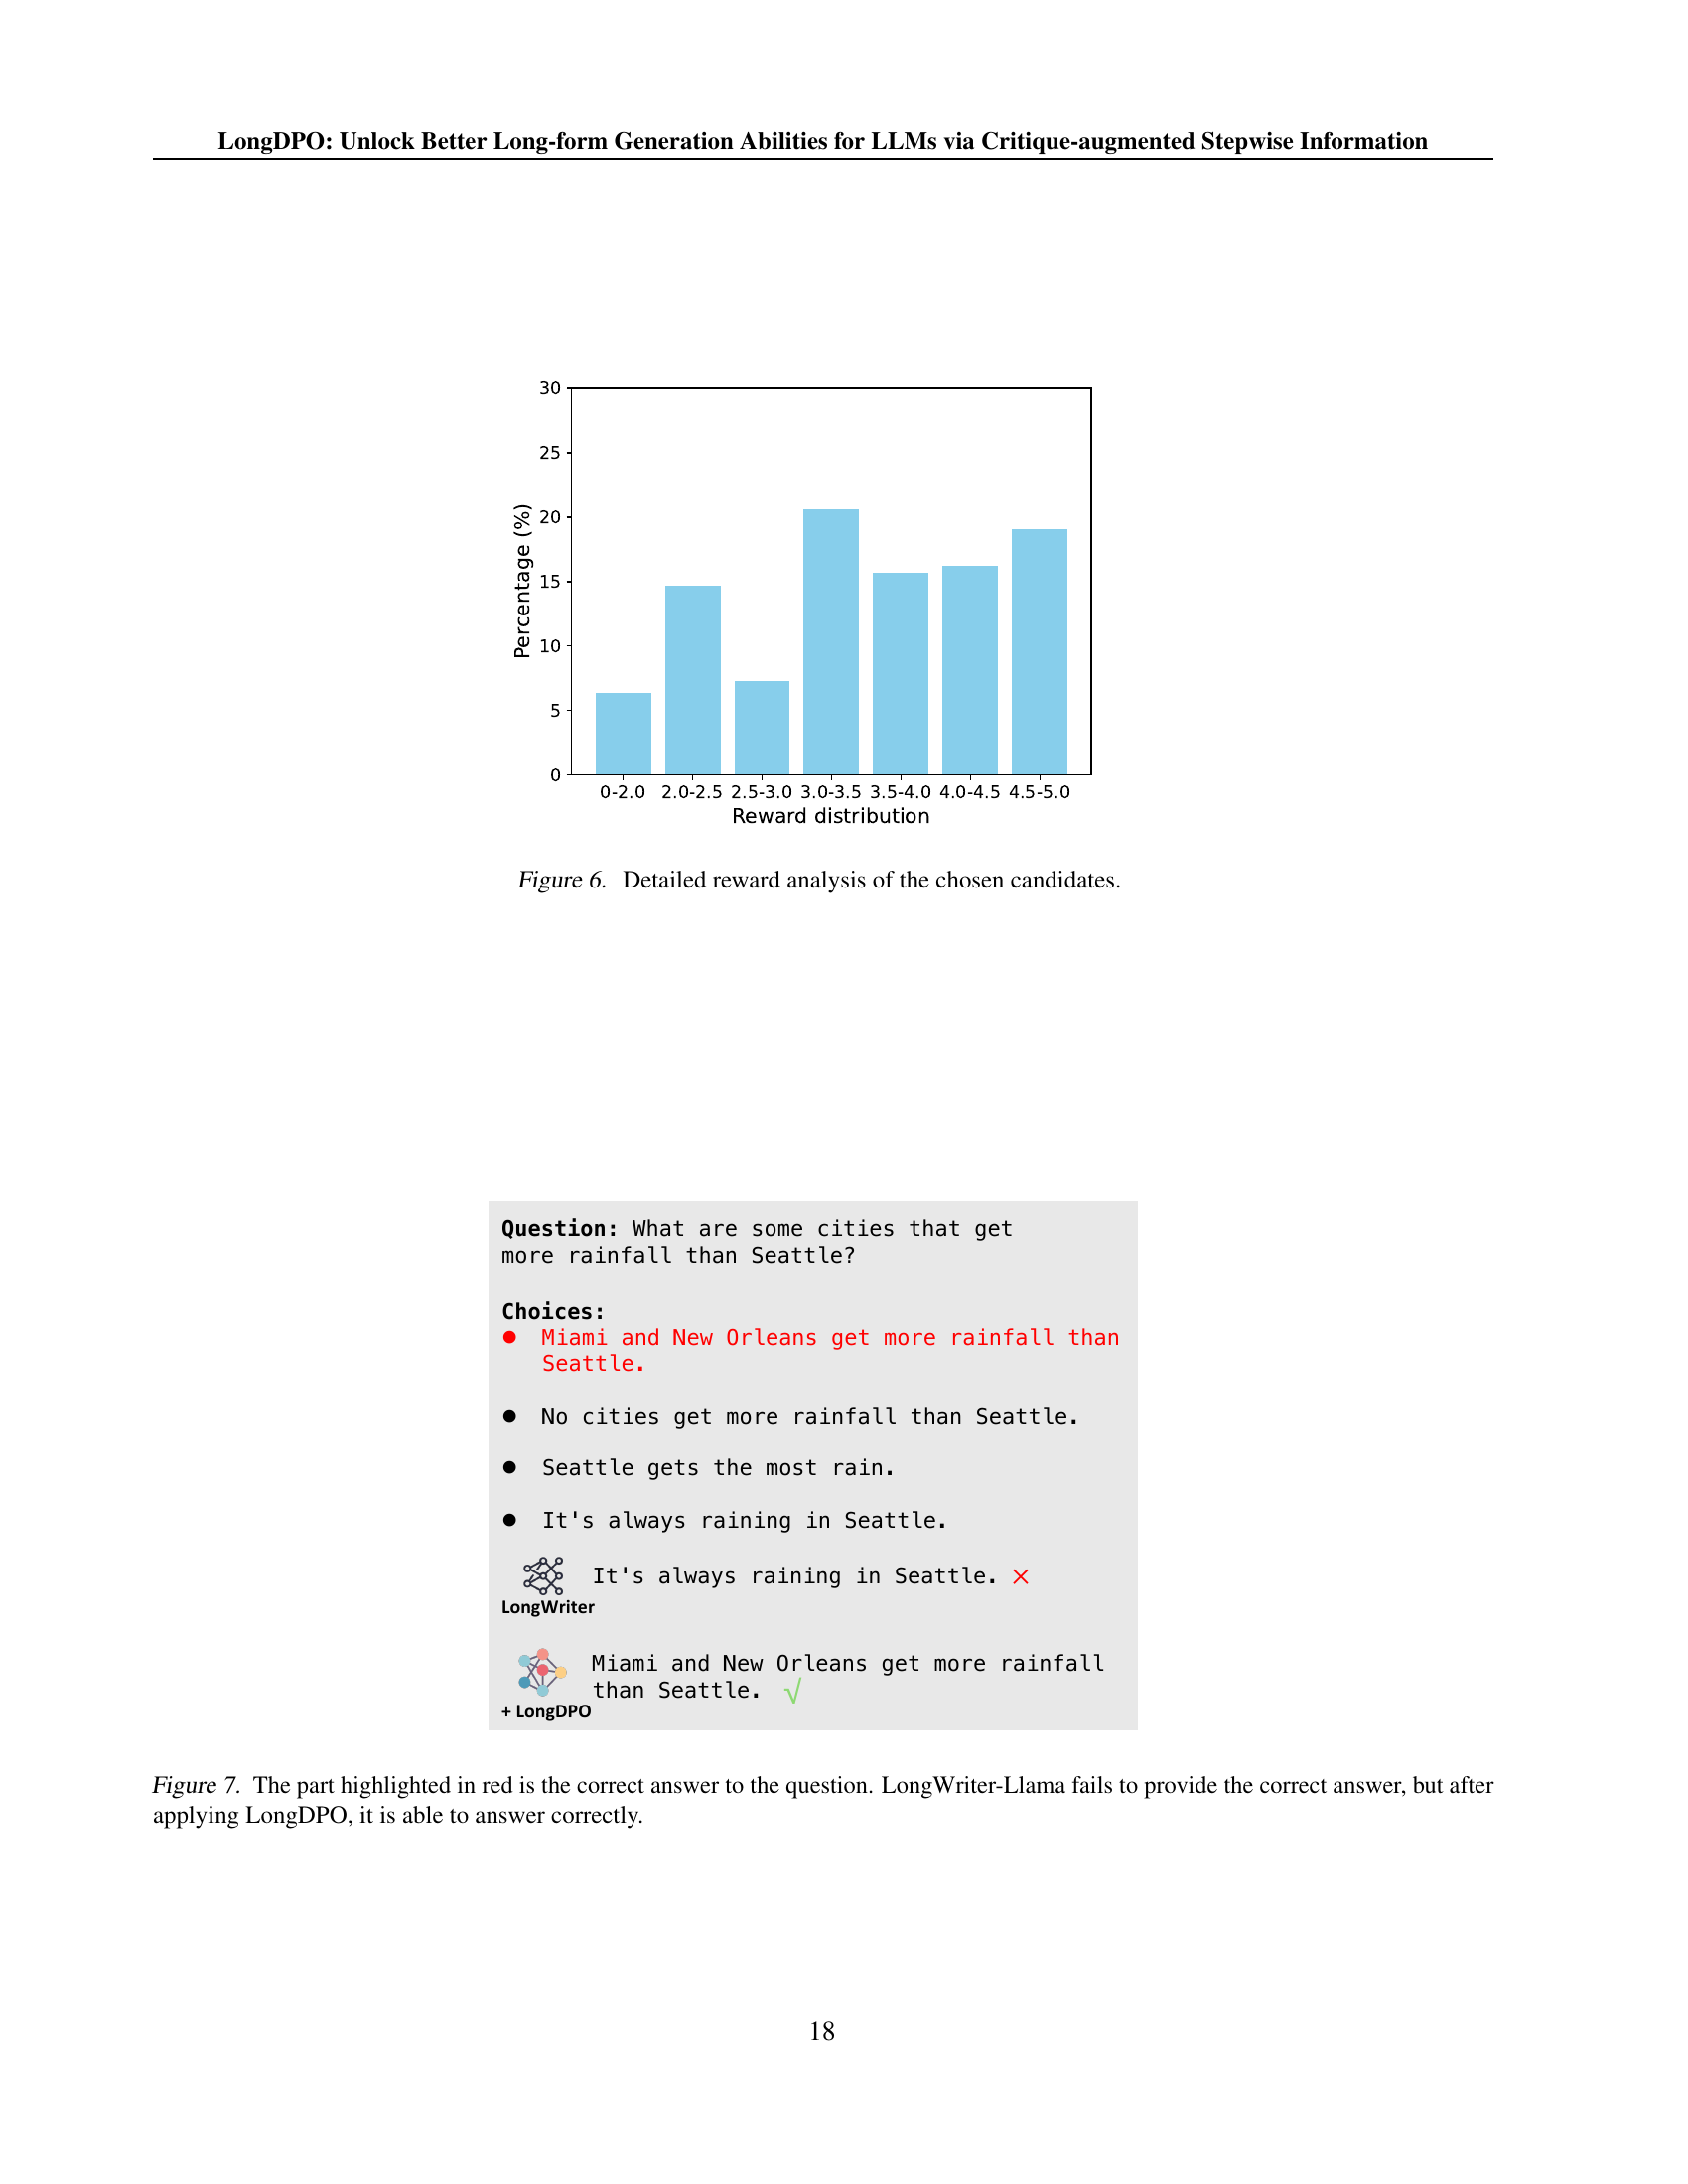 LongDPO: Unlock Better Long-form Generation Abilities for LLMs via Critique-augmented Stepwise Information
30
25
20
15
10
5
0
Percentage (%)
0-2.0 2.0-2.5 2.5-3.0 3.0-3.5 3.5-4.0 4.0-4.5 4.5-5.0
Reward distribution
Figure 6. Detailed reward analysis of the chosen candidates.
Question: What are some cities that get
more rainfall than Seattle?
Choices:
● Miami and New Orleans get more rainfall than
Seattle.
● No cities get more rainfall than Seattle.
● Seattle gets the most rain.
● It's always raining in Seattle.
It's always raining in Seattle. ×
LongWriter
Miami and New Orleans get more rainfall
than Seattle. √
+ LongDPO
Figure 7. The part highlighted in red is the correct answer to the question. LongWriter-Llama fails to provide the correct answer, but after
applying LongDPO, it is able to answer correctly.
18